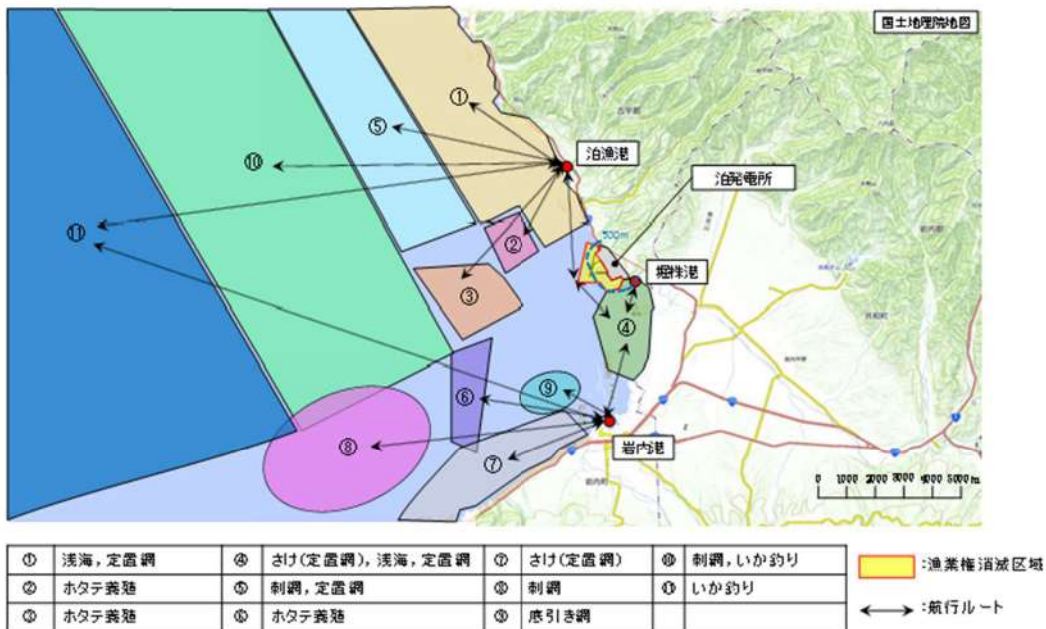 国土地理院地図
①
⑤
泊漁港
⑩
泊発電所
500m
②
⑪
堀株港
③
④
⑨
⑥
⑧
岩内港
⑦
0 1000 2000 3000 4000 5000m
① 浅海,定置網 ④ さけ(定置網),浅海,定置網 ⑦ さけ(定置網) ⑩ 刺網,いか釣り
② ホタテ養殖 ⑤ 刺網,定置網 ⑧ 刺網 ⑪ いか釣り
③ ホタテ養殖 ⑥ ホタテ養殖 ⑨ 底引き網
:漁業権消滅区域
:航行ルート